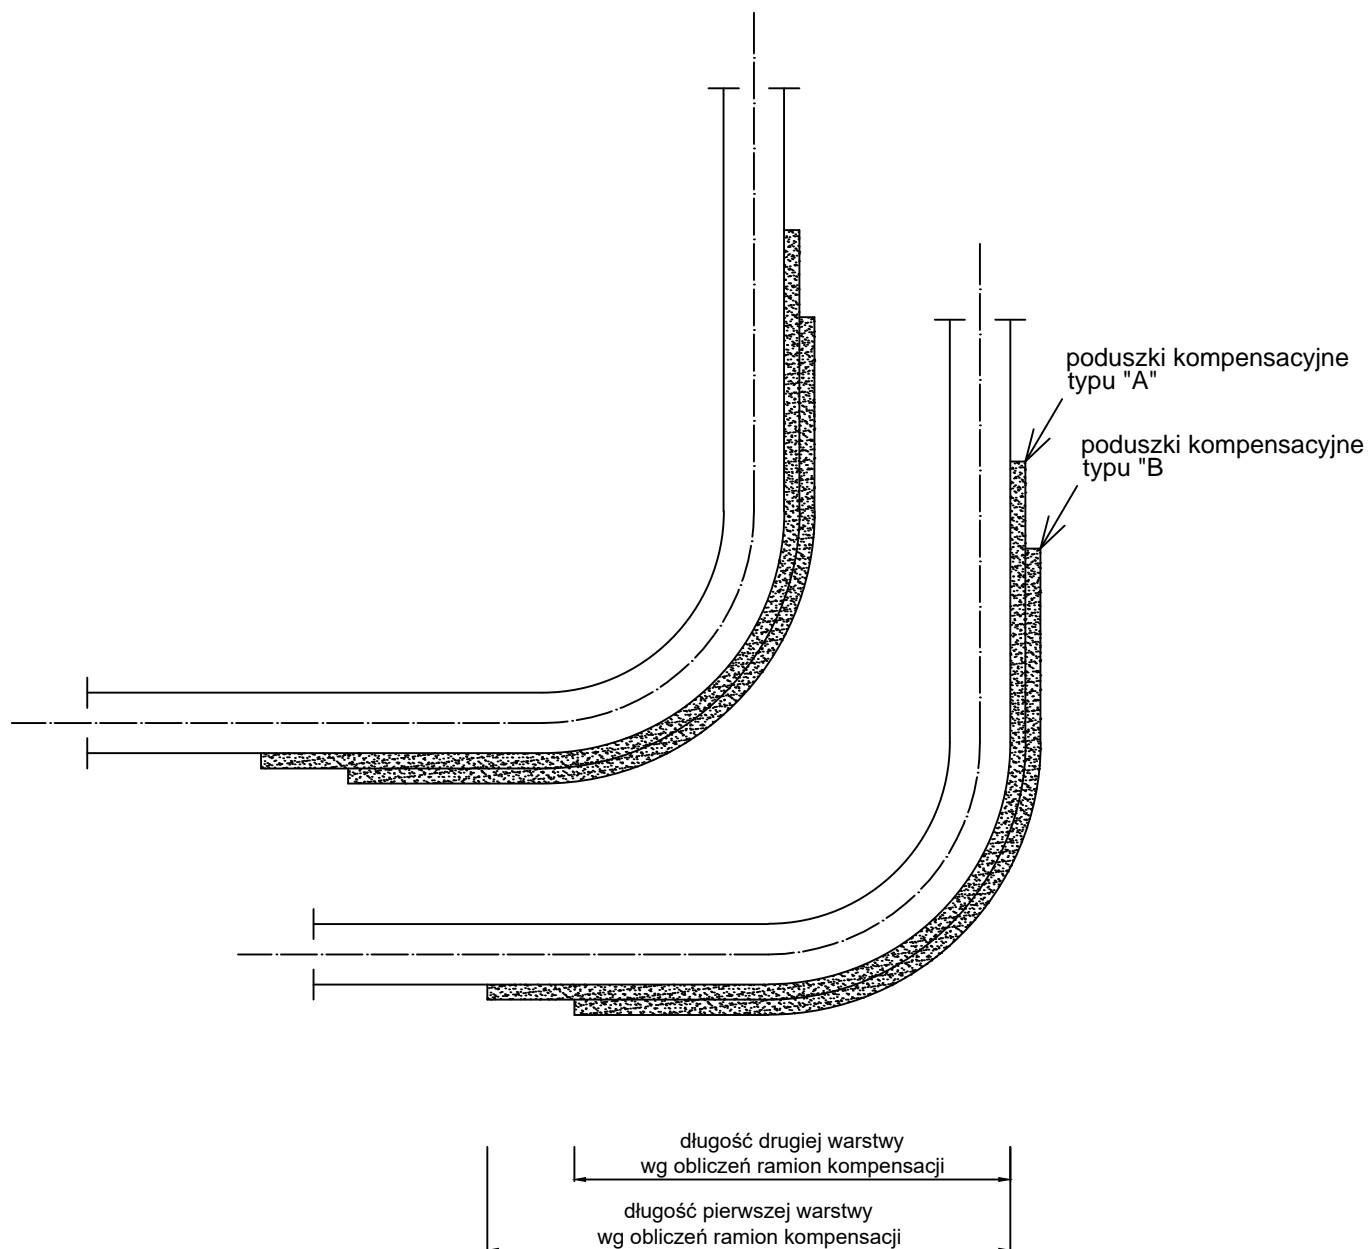 poduszki kompensacyjne
typu "A"
poduszki kompensacyjne
typu "B
długość drugiej warstwy
wg obliczeń ramion kompensacji
długość pierwszej warstwy
wg obliczeń ramion kompensacji